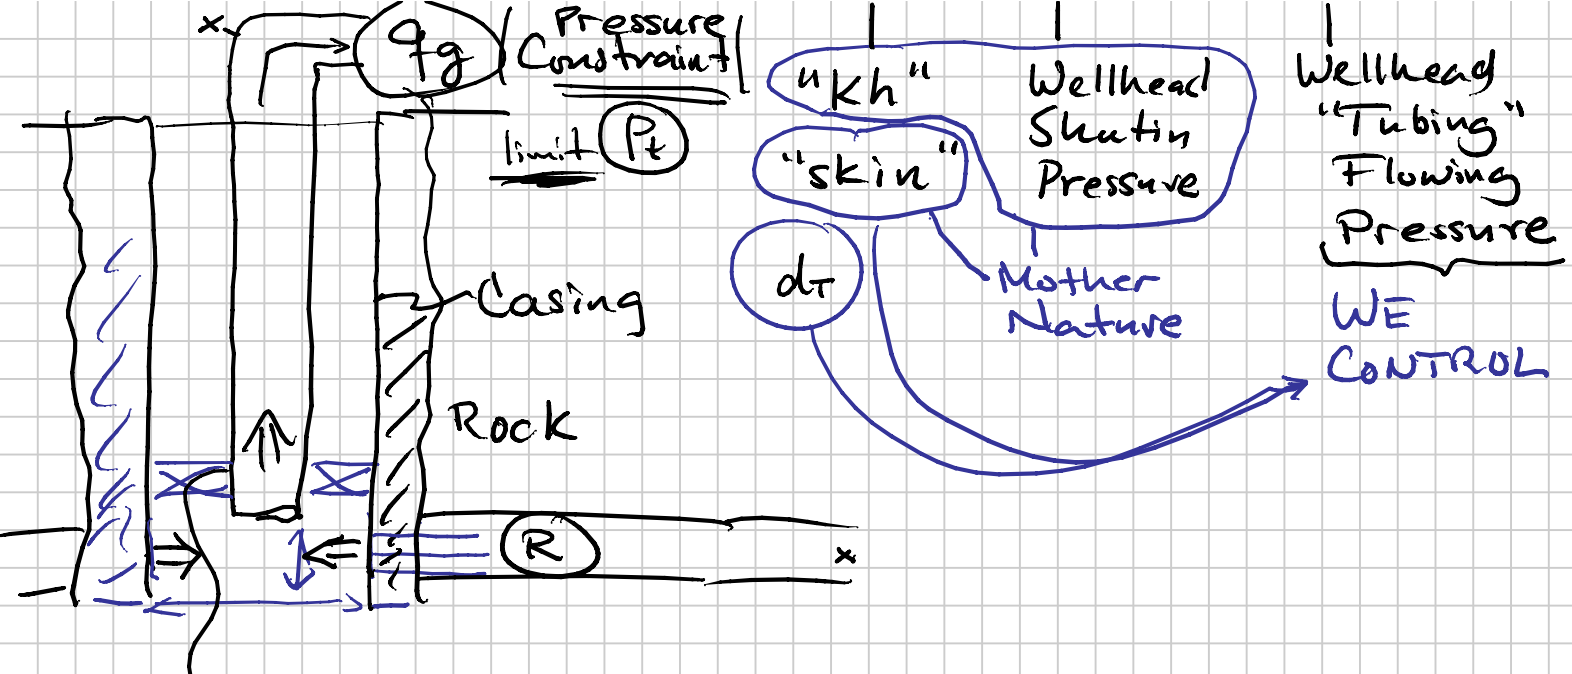 x
qg
Pressure
Constraint
limit
Pt
"kh"
"skin"
dT
Wellhead
Shutin
Pressure
Mother
Nature
Wellhead
"Tubing"
Flowing
Pressure
WE
CONTROL
Casing
Rock
R
x